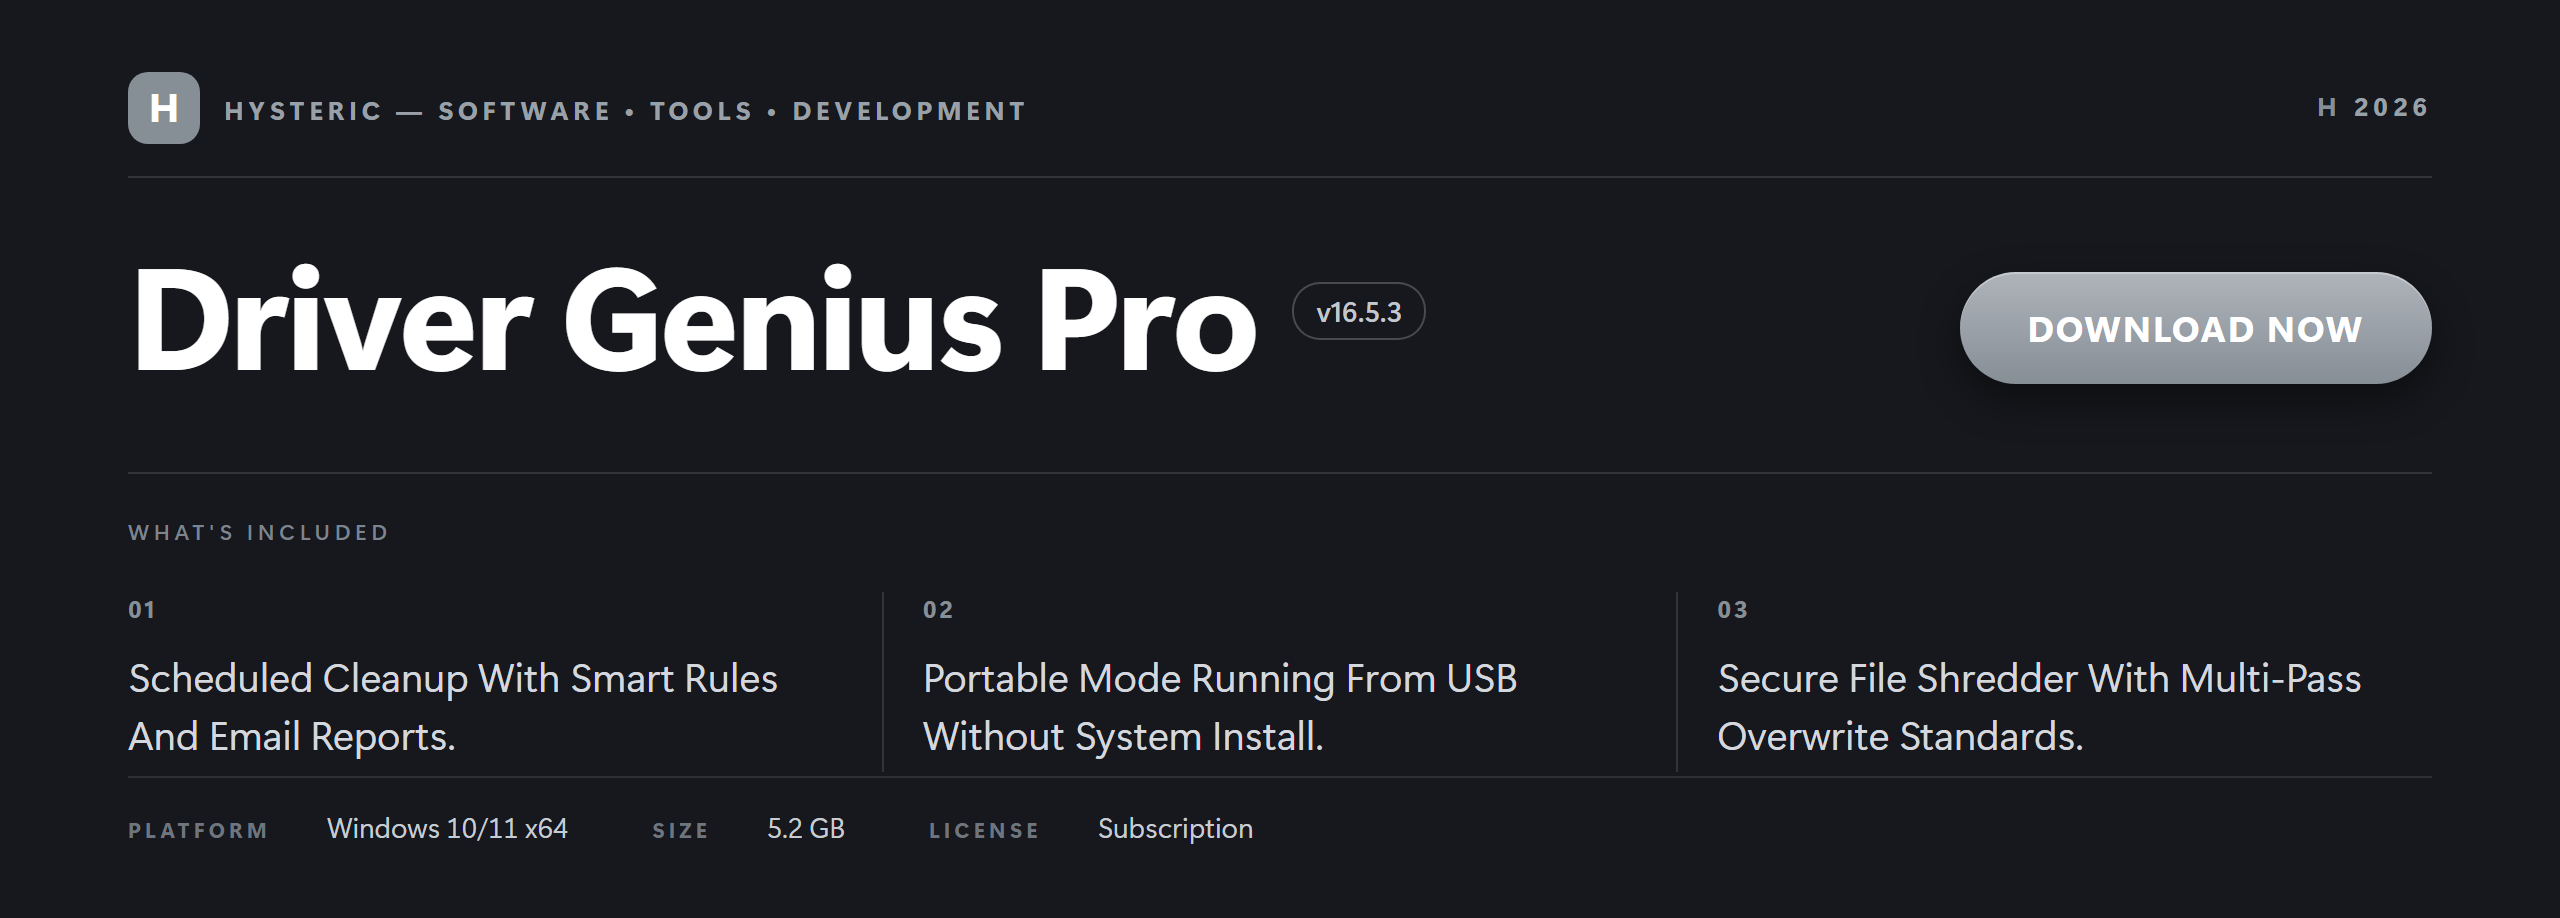 H
HYSTERIC — SOFTWARE • TOOLS • DEVELOPMENT
H 2026
Driver Genius Pro
v16.5.3
DOWNLOAD NOW
WHAT'S INCLUDED
01
Scheduled Cleanup With Smart Rules
And Email Reports.
02
Portable Mode Running From USB
Without System Install.
03
Secure File Shredder With Multi-Pass
Overwrite Standards.
PLATFORM Windows 10/11 x64 SIZE 5.2 GB LICENSE Subscription